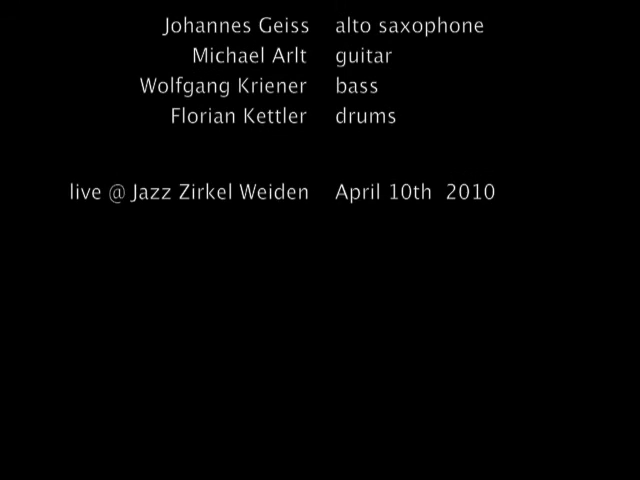 Johannes Geiss alto saxophone
Michael Arlt guitar
Wolfgang Kriener bass
Florian Kettler drums
live @ Jazz Zirkel Weiden April 10th 2010